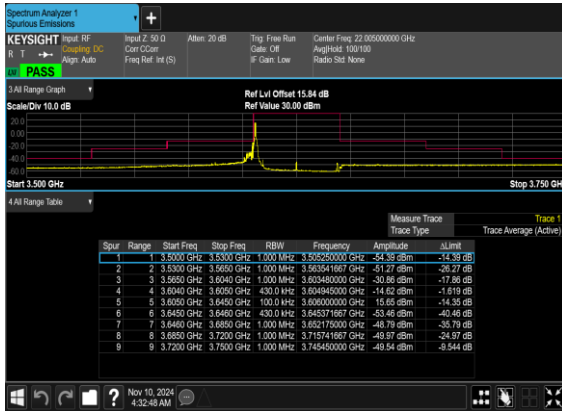 Spectrum Analyzer 1
Spurious Emissions
KEYSIGHT Input: RF Input Z: 50 Ω Atten: 20 dB Trig: Free Run Center Freq: 22.005000000 GHz
R T Coupling: DC Corr CCorr Gate: Off Avg|Hold: 100/100
Align: Auto Freq Ref: Int (S) IF Gain: Low Radio Std: None
PASS
3 All Range Graph Ref Lvl Offset 15.84 dB
Scale/Div 10.0 dB Ref Value 30.00 dBm
20.0
0.00
-20.0
-40.0
-60.0
Start 3.500 GHz Stop 3.750 GH
4 All Range Table
Measure Trace Trace 1
Trace Type Trace Average (Active)
Spur Range Start Freq Stop Freq RBW Frequency Amplitude ΔLimit
1 1 3.5000 GHz 3.5300 GHz 1.000 MHz 3.505250000 GHz -54.39 dBm -14.39 dB
2 2 3.5300 GHz 3.5650 GHz 1.000 MHz 3.563541667 GHz -51.27 dBm -26.27 dB
3 3 3.5650 GHz 3.6040 GHz 1.000 MHz 3.603480000 GHz -30.86 dBm -17.86 dB
4 4 3.6040 GHz 3.6050 GHz 430.0 kHz 3.604945000 GHz -14.62 dBm -1.619 dB
5 5 3.6050 GHz 3.6450 GHz 100.0 kHz 3.606000000 GHz 15.65 dBm -14.35 dB
6 6 3.6450 GHz 3.6460 GHz 430.0 kHz 3.645371667 GHz -53.46 dBm -40.46 dB
7 7 3.6460 GHz 3.6850 GHz 1.000 MHz 3.652175000 GHz -48.79 dBm -35.79 dB
8 8 3.6850 GHz 3.7200 GHz 1.000 MHz 3.715741667 GHz -49.97 dBm -24.97 dB
9 9 3.7200 GHz 3.7500 GHz 1.000 MHz 3.745450000 GHz -49.54 dBm -9.544 dB
Nov 10, 2024
4:32:48 AM